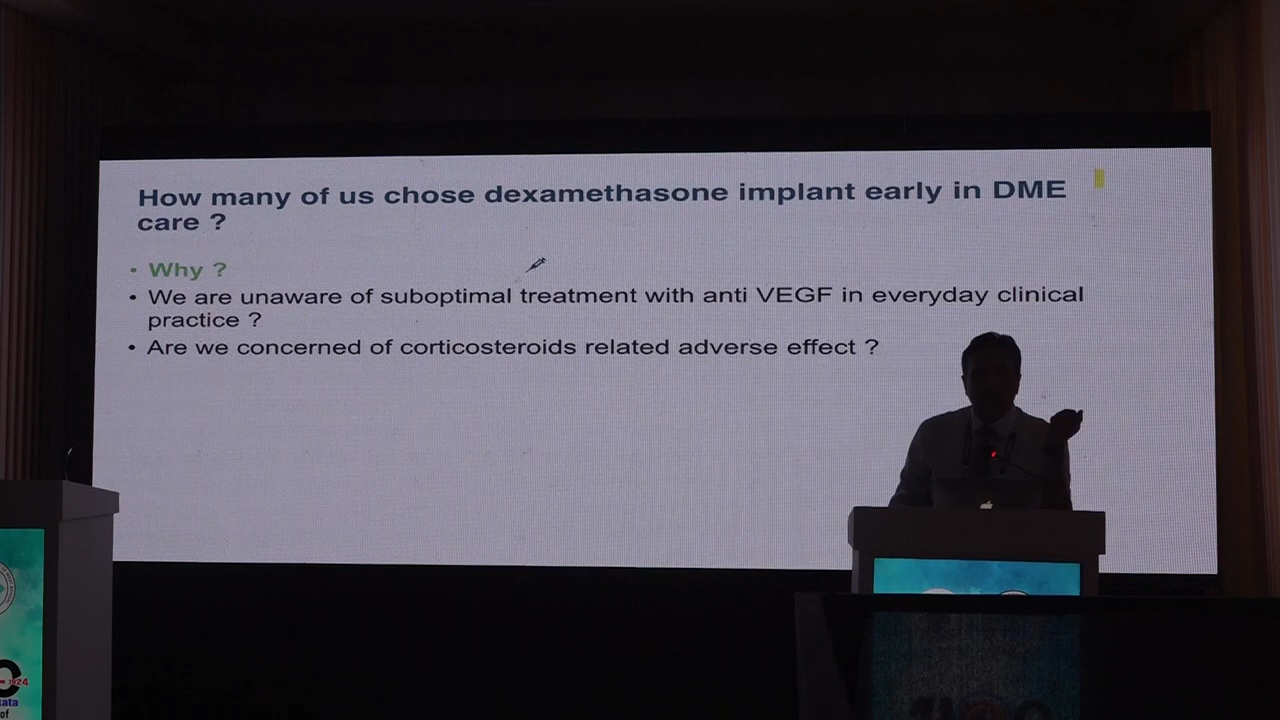 How many of us chose dexamethasone implant early in DME
care ?
• Why ?
• We are unaware of suboptimal treatment with anti VEGF in everyday clinical
practice ?
• Are we concerned of corticosteroids related adverse effect ?
of